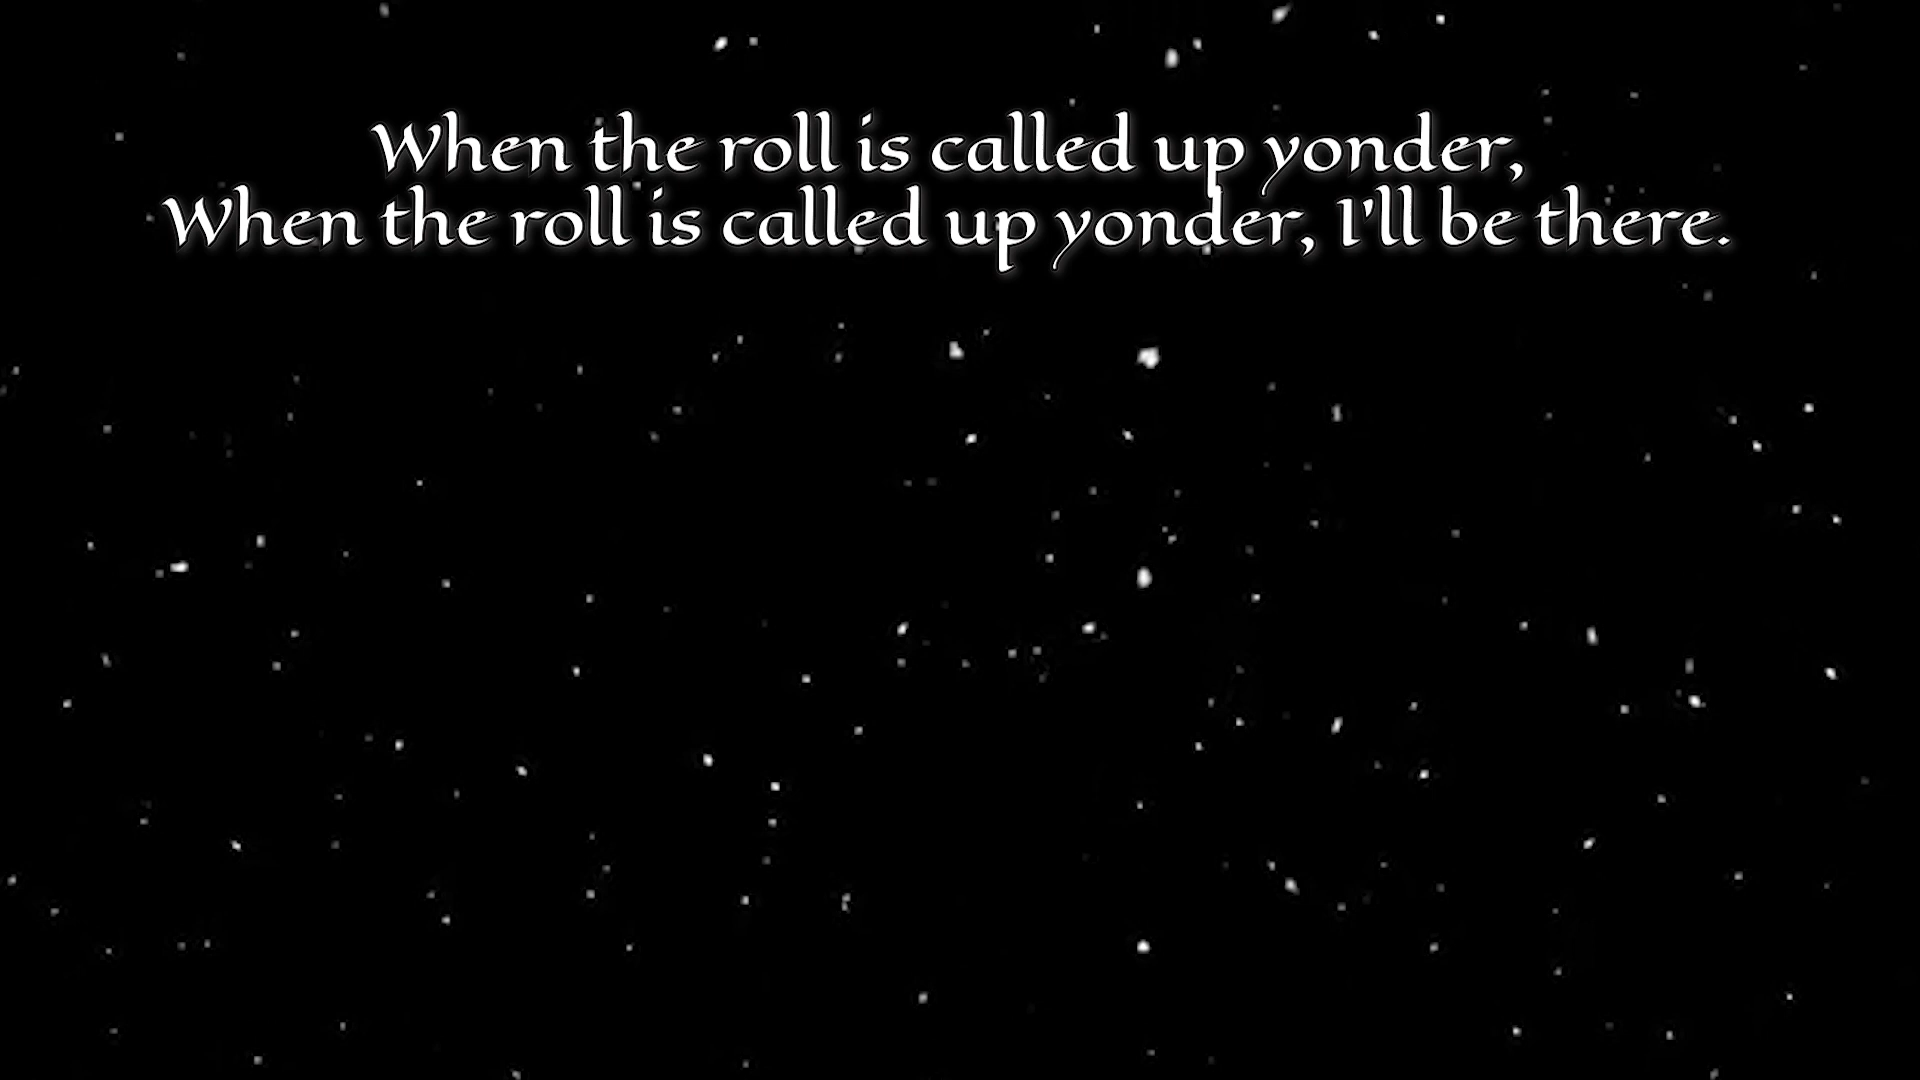 When the roll is called up yonder,
When the roll is called up yonder, I'll be there.